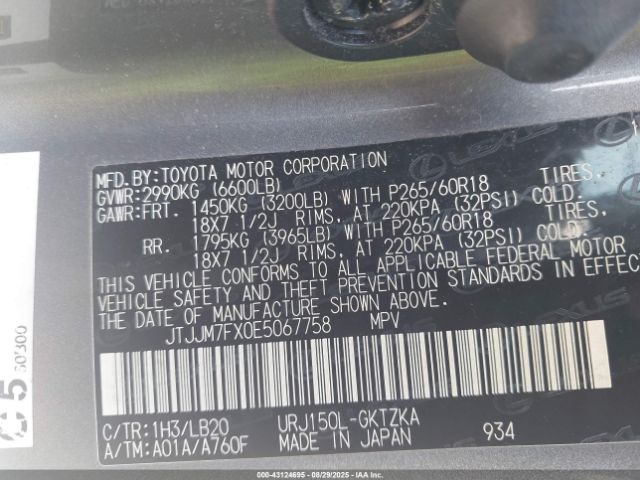 MFD.BY:TOYOTA MOTOR CORPORATION
GVWR:2990KG (6600LB)
GAWR:FRT. 1450KG (3200LB) WITH P265/60R18 TIRES,
18X7 1/2J RIMS, AT 220KPA (32PSI) COLD.
RR. 1795KG (3965LB) WITH P265/60R18 TIRES,
18X7 1/2J RIMS, AT 220KPA (32PSI) COLD.
THIS VEHICLE CONFORMS TO ALL APPLICABLE FEDERAL MOTOR
VEHICLE SAFETY AND THEFT PREVENTION STANDARDS IN EFFECT
THE DATE OF MANUFACTURE SHOWN ABOVE.
JTJJM7FX0E5067758 MPV
C/TR:1H3/LB20 URJ150L-GKTZKA
A/TM:A01A/A760F MADE IN JAPAN 934
5
LEXUS
IAA 43124695 08/29/2025 IAA INC